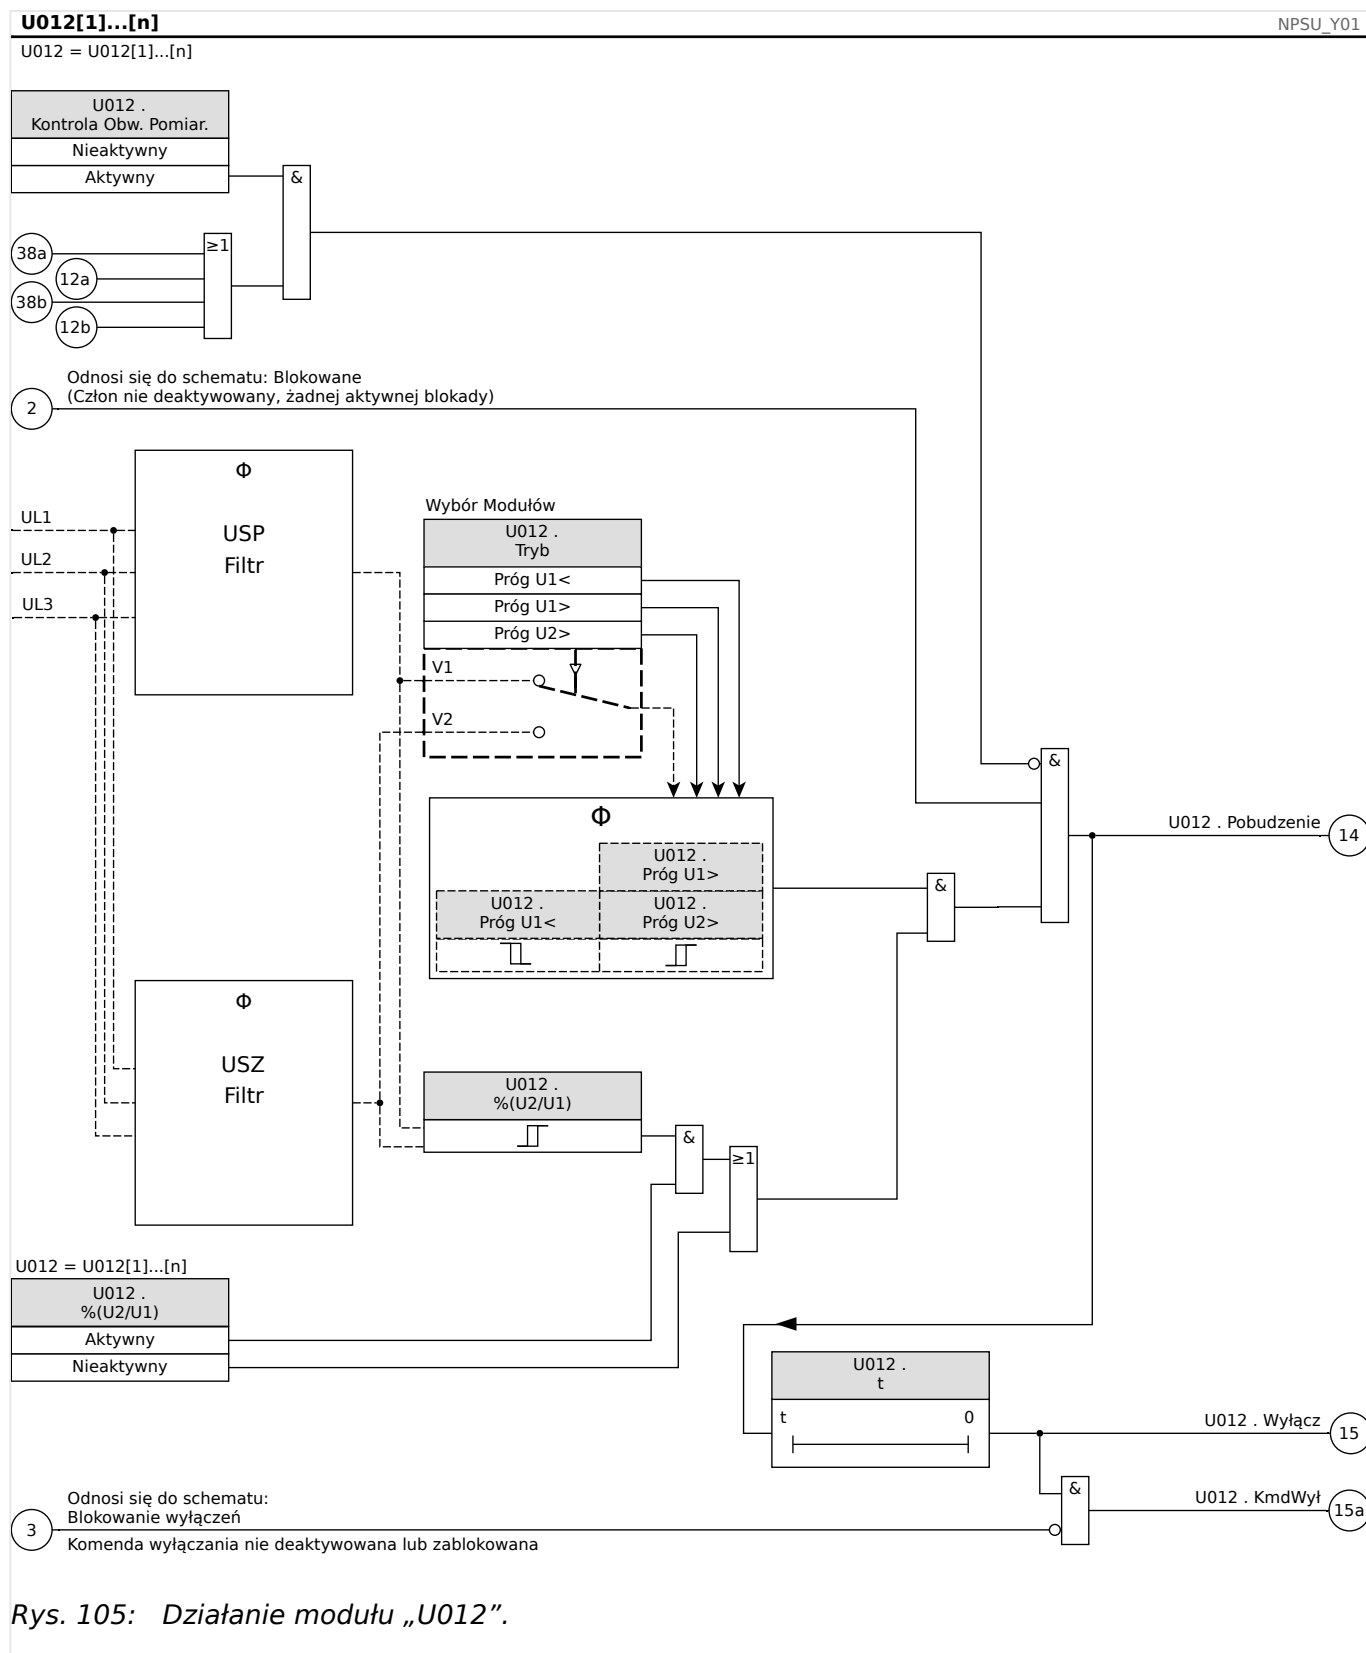 U012[1]...[n]
NPSU_Y01
U012 = U012[1]...[n]
U012 .
Kontrola Obw. Pomiar.
Nieaktywny
Aktywny
&
38a
≥1
12a
38b
12b
Odnosi się do schematu: Blokowane
(Człon nie deaktywowany, żadnej aktywnej blokady)
2
Φ
USP
Filtr
UL1
UL2
UL3
Wybór Modułów
U012 .
Tryb
Próg U1<
Próg U1>
Próg U2>
V1
V2
&
U012 . Pobudzenie
14
Φ
U012 .
Próg U1>
U012 .
Próg U1<
U012 .
Próg U2>
&
Φ
USZ
Filtr
U012 .
%(U2/U1)
&
≥1
U012 = U012[1]...[n]
U012 .
%(U2/U1)
Aktywny
Nieaktywny
U012 .
t
t
0
U012 . Wyłącz
15
&
U012 . KmdWył
15a
Odnosi się do schematu:
Blokowanie wyłączeń
3
Komenda wyłączania nie deaktywowana lub zablokowana
Rys. 105: Działanie modułu „U012”.